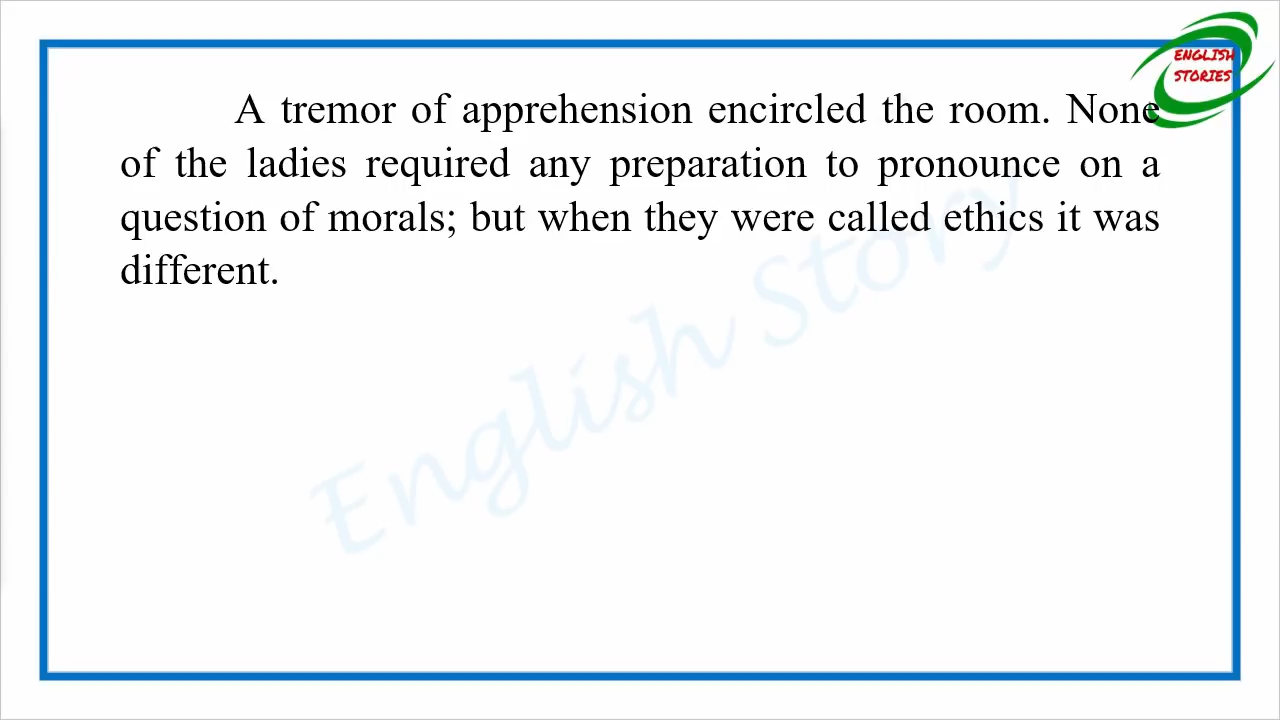 ENGLISH
STORIES
A tremor of apprehension encircled the room. None
of the ladies required any preparation to pronounce on a
question of morals; but when they were called ethics it was
different.
English Story